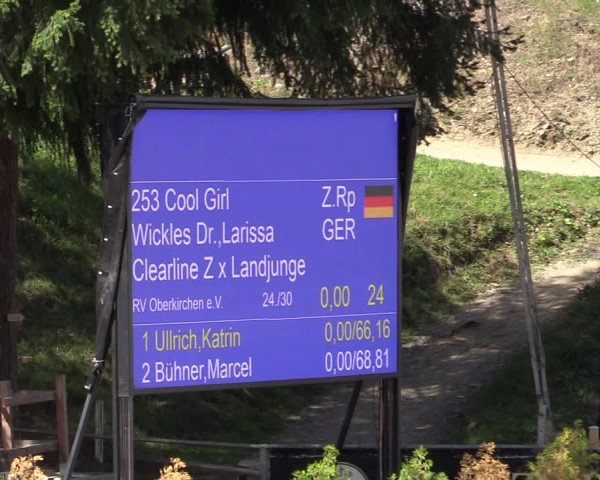 253 Cool Girl Z.Rp
Wickles Dr.,Larissa GER
Clearline Z x Landjunge
RV Oberkirchen e.V. 24./30 0,00 24
1 Ullrich,Katrin 0,00/66,16
2 Bühner,Marcel 0,00/68,81